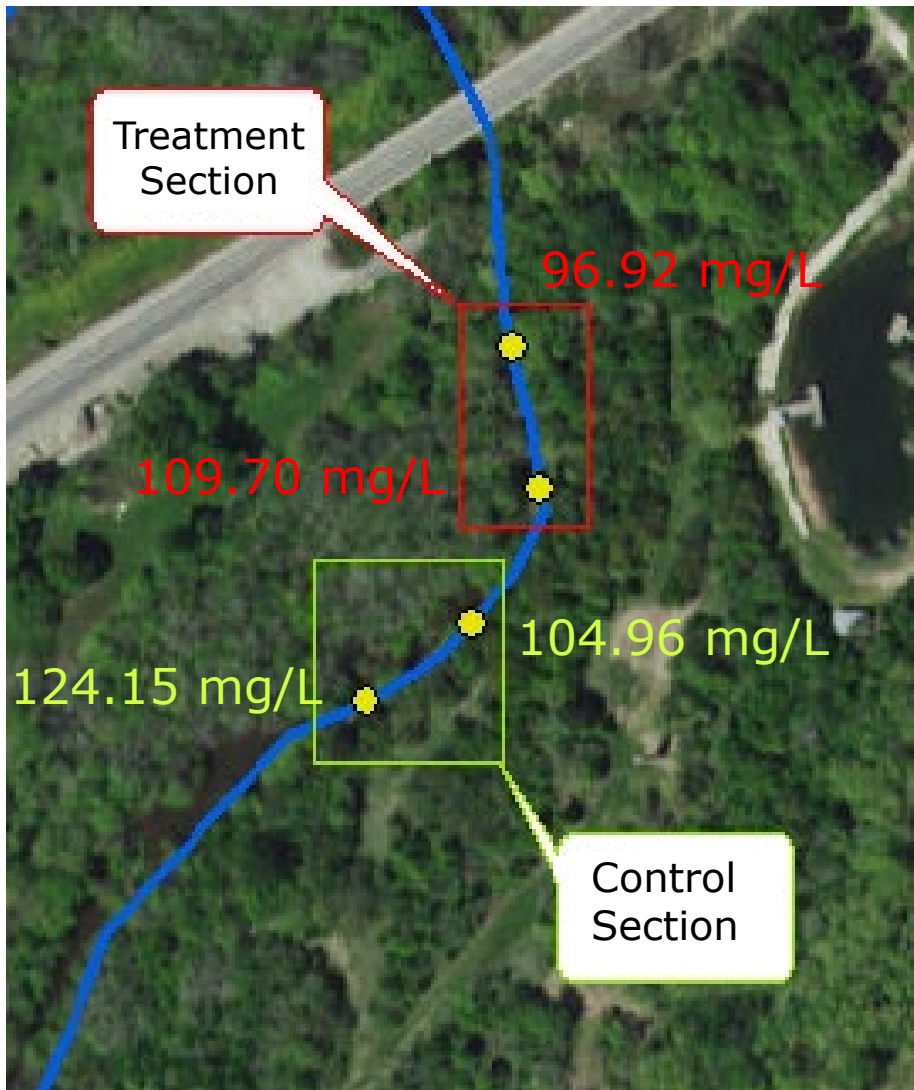 Treatment
Section
96.92 mg/L
109.70 mg/L
104.96 mg/L
124.15 mg/L
Control
Section